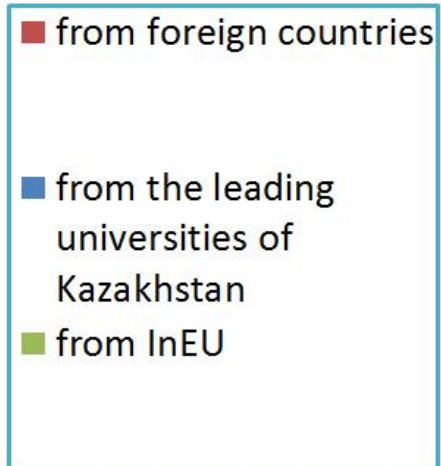 from foreign countries
from the leading
universities of
Kazakhstan
from InEU